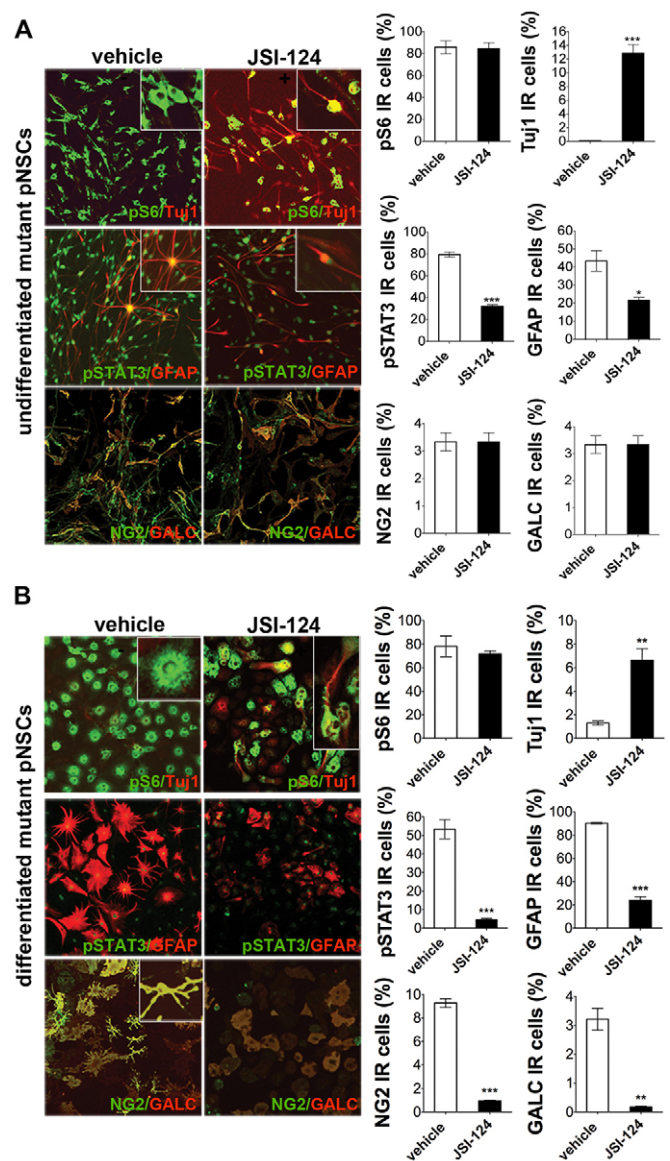 A
vehicle
JSI-124
undifferentiated mutant pNSCs
+
pS6/Tuj1
pS6/Tuj1
pSTAT3/GFAP
pSTAT3/GFAP
NG2/GALC
NG2/GALC
pS6 IR cells (%)
100
80
60
40
20
0
vehicle
JSI-124
Tuj1 IR cells (%)
14
12
10
8
6
4
2
0
***
vehicle
JSI-124
pSTAT3 IR cells (%)
100
80
60
40
20
0
***
vehicle
JSI-124
GFAP IR cells (%)
60
50
40
30
20
10
0
*
vehicle
JSI-124
NG2 IR cells (%)
4
3
2
1
0
vehicle
JSI-124
GALC IR cells (%)
4
3
2
1
0
vehicle
JSI-124
B
vehicle
JSI-124
differentiated mutant pNSCs
pS6/Tuj1
pS6/Tuj1
pSTAT3/GFAP
pSTAT3/GFAP
NG2/GALC
NG2/GALC
pS6 IR cells (%)
100
80
60
40
20
0
vehicle
JSI-124
Tuj1 IR cells (%)
10
8
6
4
2
0
**
vehicle
JSI-124
pSTAT3 IR cells (%)
60
50
40
30
20
10
0
***
vehicle
JSI-124
GFAP IR cells (%)
100
80
60
40
20
0
***
vehicle
JSI-124
NG2 IR cells (%)
10
8
6
4
2
0
***
vehicle
JSI-124
GALC IR cells (%)
4
3
2
1
0
**
vehicle
JSI-124